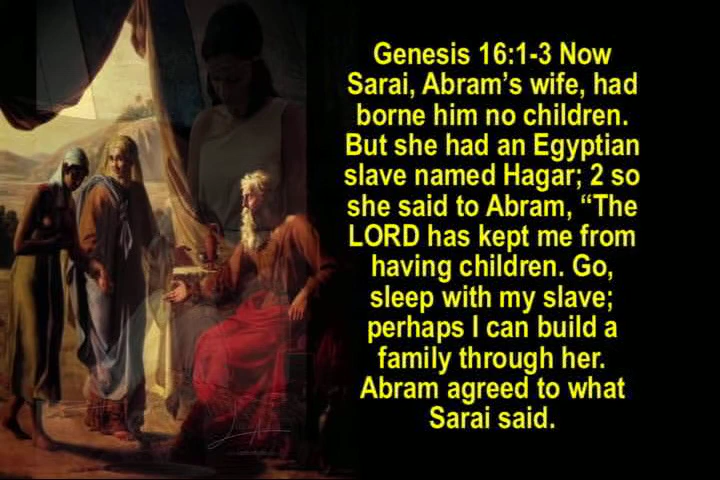 Genesis 16:1-3 Now
Sarai, Abram’s wife, had
borne him no children.
But she had an Egyptian
slave named Hagar; 2 so
she said to Abram, “The
LORD has kept me from
having children. Go,
sleep with my slave;
perhaps I can build a
family through her.
Abram agreed to what
Sarai said.